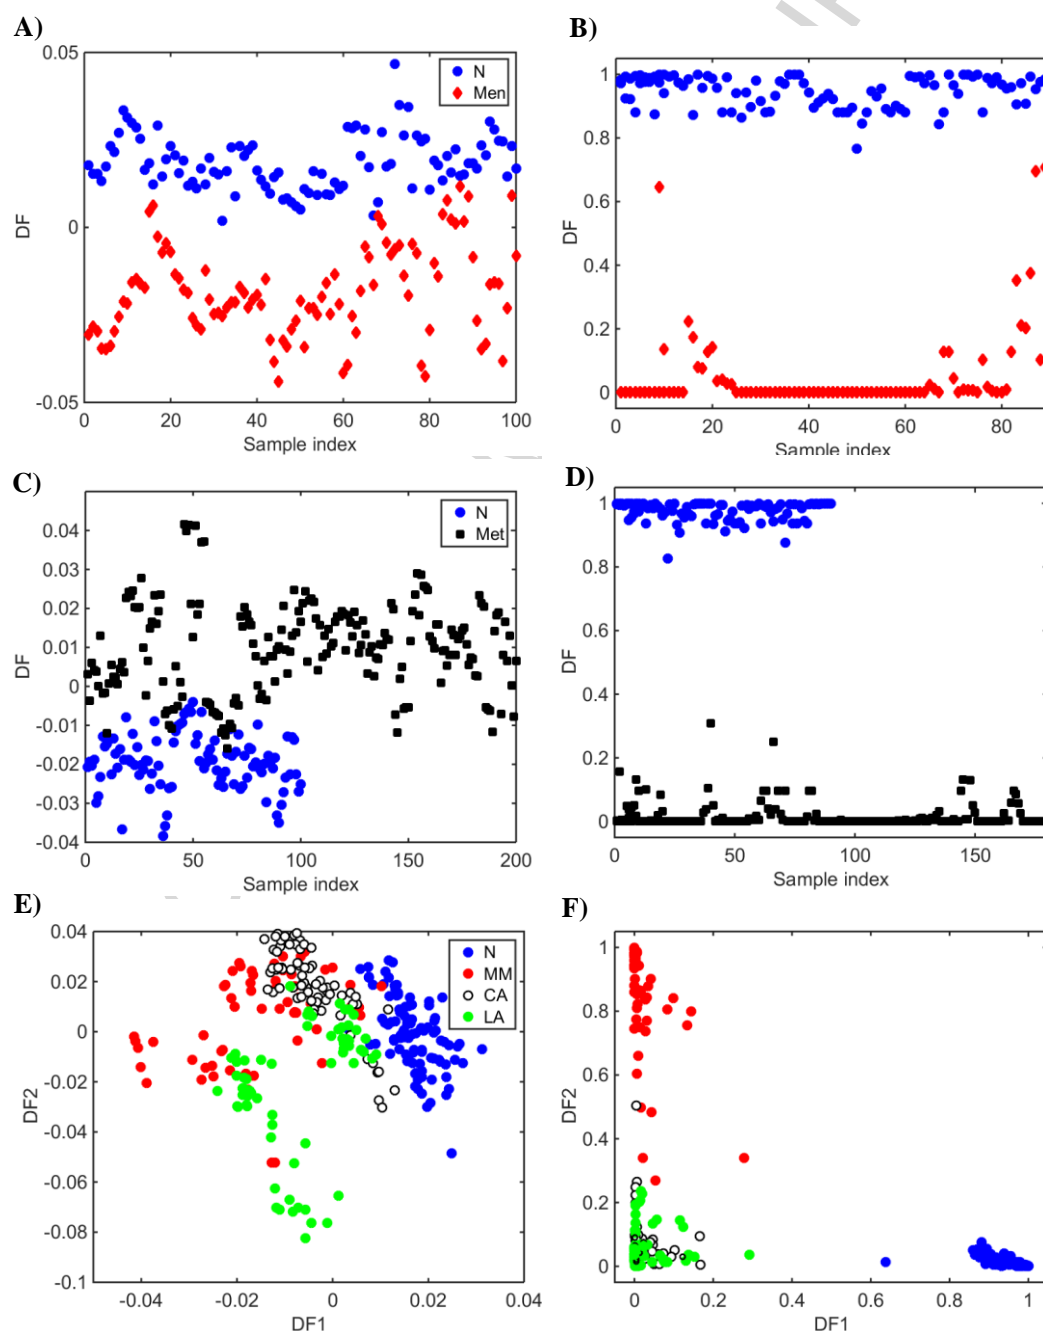 A)
0.05
0
-0.05
DF
N
Men
0 20 40 60 80 100
Sample index
B)
1
0.8
0.6
0.4
0.2
0
DF
0 20 40 60 80
Sample index
C)
0.04
0.03
0.02
0.01
0
-0.01
-0.02
-0.03
-0.04
DF
N
Met
0 50 100 150 200
Sample index
D)
1
0.8
0.6
0.4
0.2
0
DF
0 50 100 150
Sample index
E)
0.04
0.02
0
-0.02
-0.04
-0.06
-0.08
-0.1
DF2
N
MM
CA
LA
-0.04 -0.02 0 0.02 0.04
DF1
F)
1
0.8
0.6
0.4
0.2
0
DF2
0 0.2 0.4 0.6 0.8 1
DF1